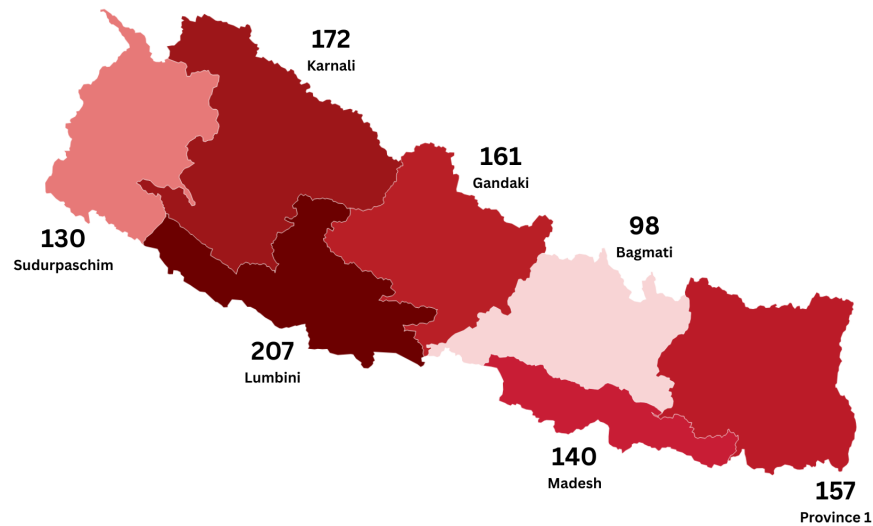 172
Karnali
161
Gandaki
98
Bagmati
130
Sudurpaschim
207
Lumbini
140
Madesh
157
Province 1